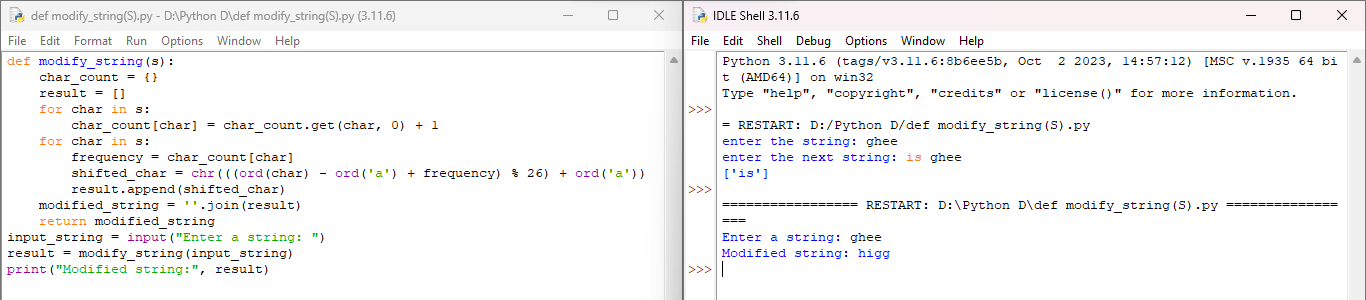 def modify_string(S).py - D:\Python D\def modify_string(S).py (3.11.6)
File Edit Format Run Options Window Help
def modify_string(s):
    char_count = {}
    result = []
    for char in s:
        char_count[char] = char_count.get(char, 0) + 1
    for char in s:
        frequency = char_count[char]
        shifted_char = chr(((ord(char) - ord('a') + frequency) % 26) + ord('a'))
        result.append(shifted_char)
    modified_string = ''.join(result)
    return modified_string
input_string = input("Enter a string: ")
result = modify_string(input_string)
print("Modified string:", result)
IDLE Shell 3.11.6
File Edit Shell Debug Options Window Help
Python 3.11.6 (tags/v3.11.6:8b6ee5b, Oct  2 2023, 14:57:12) [MSC v.1935 64 bi
t (AMD64)] on win32
Type "help", "copyright", "credits" or "license()" for more information.
>>>
= RESTART: D:/Python D/def modify_string(S).py
enter the string: ghee
enter the next string: is ghee
['is']
>>>
================= RESTART: D:\Python D\def modify_string(S).py ==============
===
Enter a string: ghee
Modified string: higg
>>>